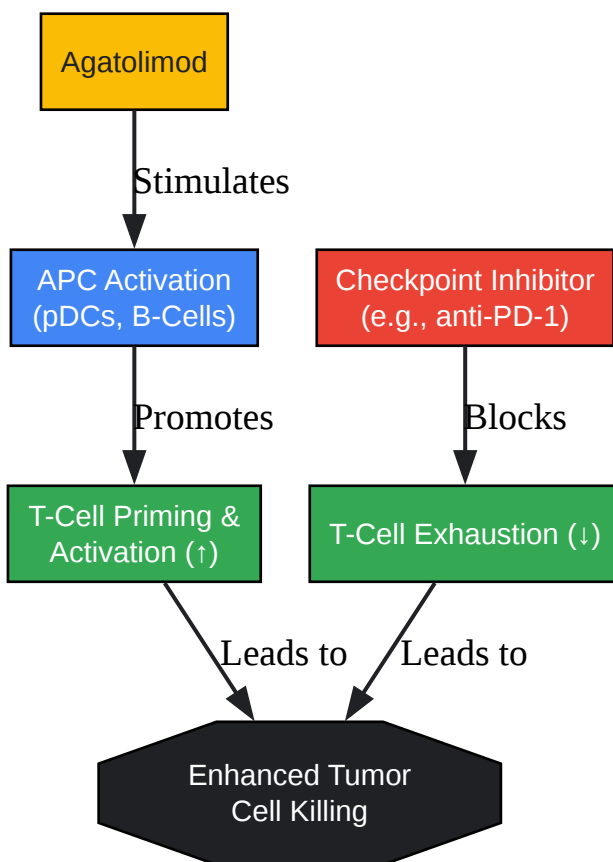 Agatolimod
Stimulates
APC Activation
(pDCs, B-Cells)
Checkpoint Inhibitor
(e.g., anti-PD-1)
Promotes
Blocks
T-Cell Priming &
Activation (↑)
T-Cell Exhaustion (↓)
Leads to
Leads to
Enhanced Tumor
Cell Killing